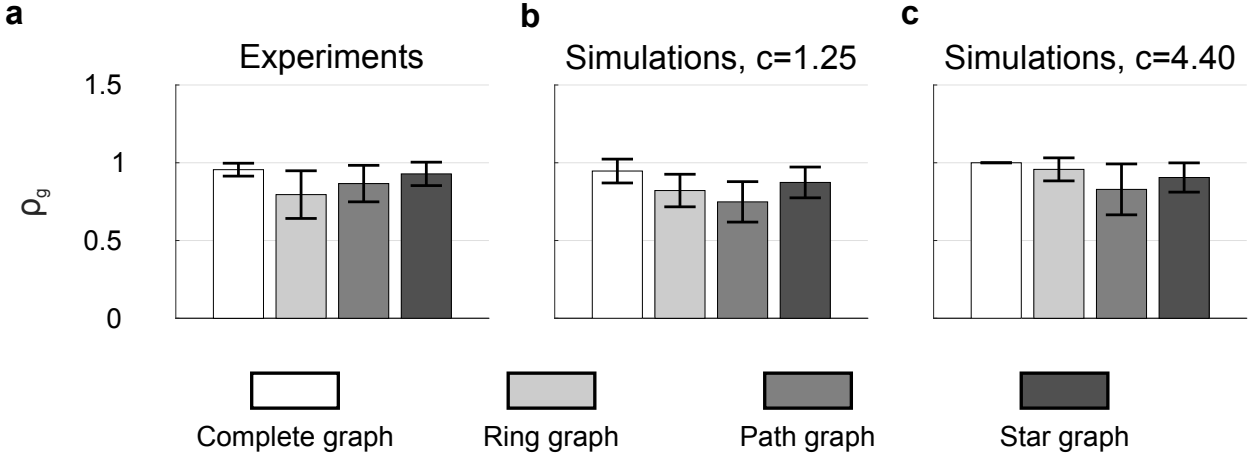 a
b
c
Experiments
Simulations, c=1.25
Simulations, c=4.40
1.5
1
0.5
0
ρg
Complete graph
Ring graph
Path graph
Star graph